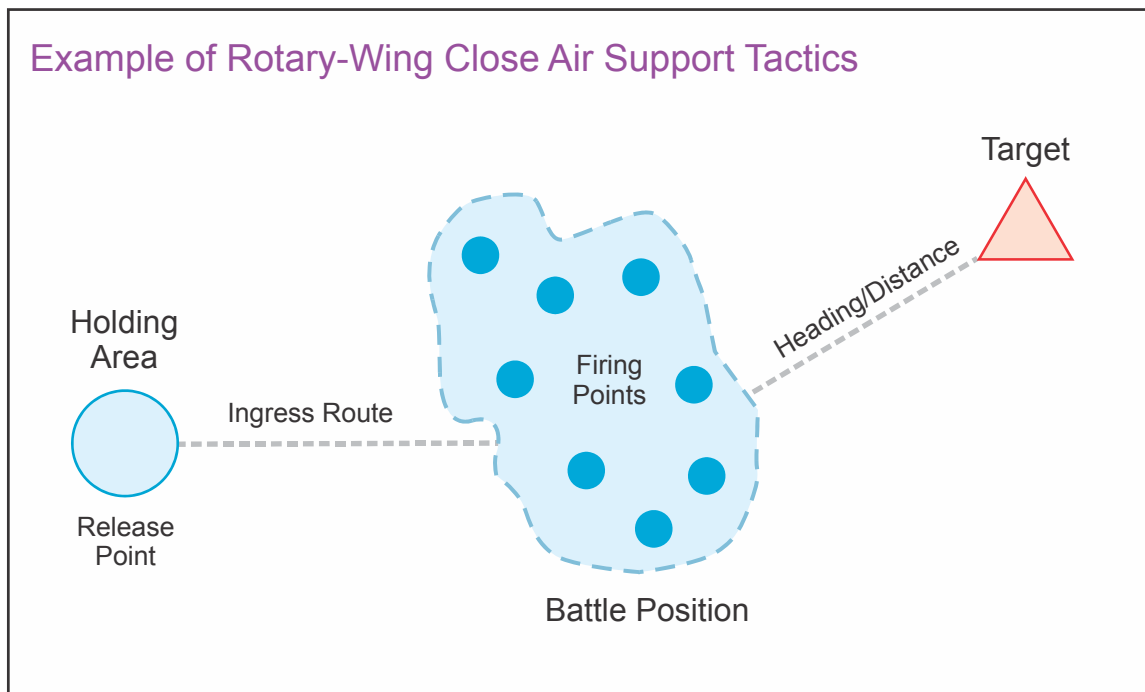 Example of Rotary-Wing Close Air Support Tactics
Target
Heading/Distance
Holding
Area
Ingress Route
Firing
Points
Release
Point
Battle Position